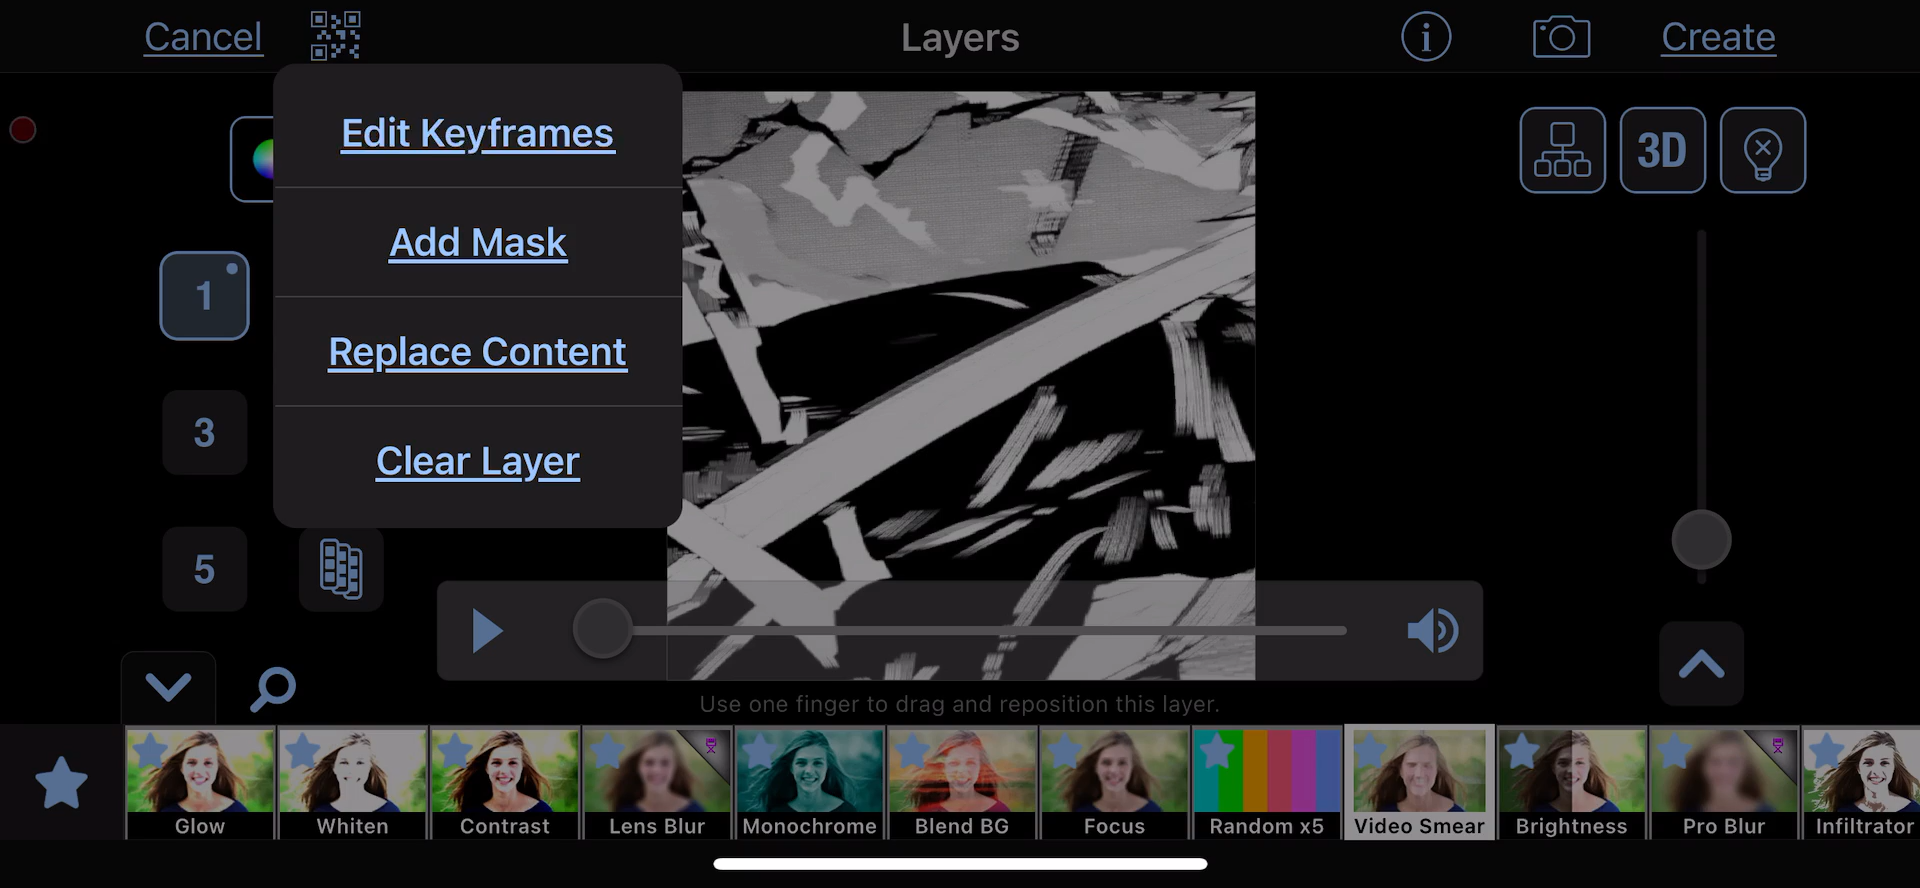 Cancel
Layers
Create
Edit Keyframes
Add Mask
Replace Content
Clear Layer
3D
1
3
5
Use one finger to drag and reposition this layer.
Glow
Whiten
Contrast
Lens Blur
Monochrome
Blend BG
Focus
Random x5
Video Smear
Brightness
Pro Blur
Infiltrator